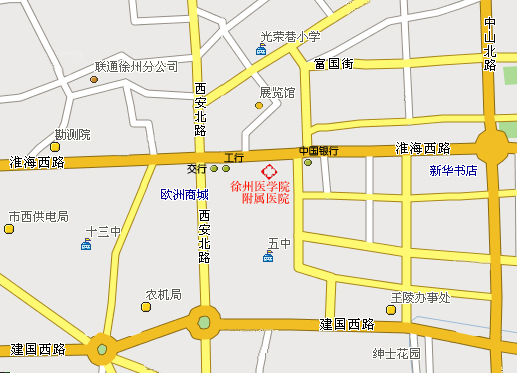 光荣巷小学
中山北路
富国街
联通徐州分公司
西安北路
展览馆
勘测院
淮海西路
工行
中国银行
淮海西路
交行
徐州医学院
附属医院
新华书店
欧洲商城
市西供电局
西安北路
十三中
五中
农机局
王陵办事处
建国西路
建国西路
绅士花园